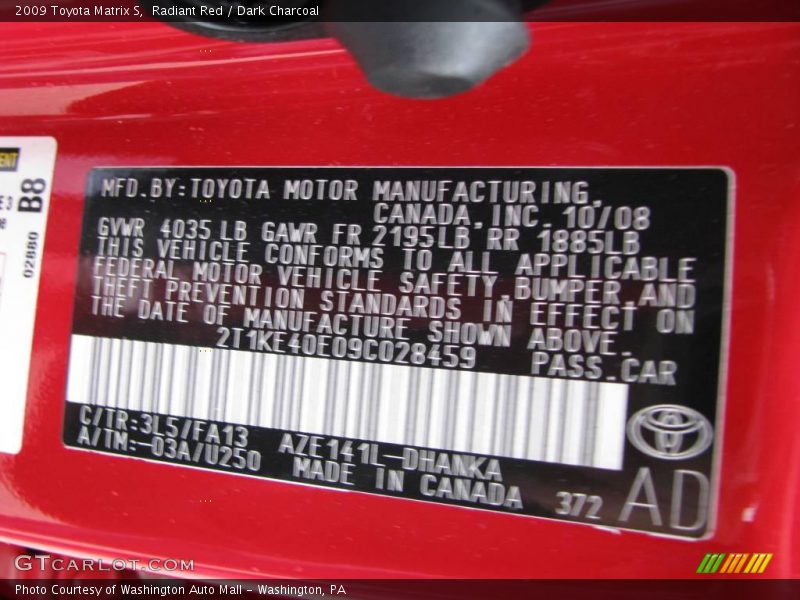 2009 Toyota Matrix S, Radiant Red / Dark Charcoal
B8
02880
MFD.BY:TOYOTA MOTOR MANUFACTURING,
CANADA,INC.10/08
GVWR 4035 LB GAWR FR 2195LB RR 1885LB
THIS VEHICLE CONFORMS TO ALL APPLICABLE
FEDERAL MOTOR VEHICLE SAFETY,BUMPER,AND
THEFT PREVENTION STANDARDS IN EFFECT ON
THE DATE OF MANUFACTURE SHOWN ABOVE.
2T1KE40E09C028459 PASS.CAR
C/TR:3L5/FA13 AZE141L-DHANKA
A/TM:-03A/U250 MADE IN CANADA 372
AD
GTCARLOT.COM
Photo Courtesy of Washington Auto Mall - Washington, PA